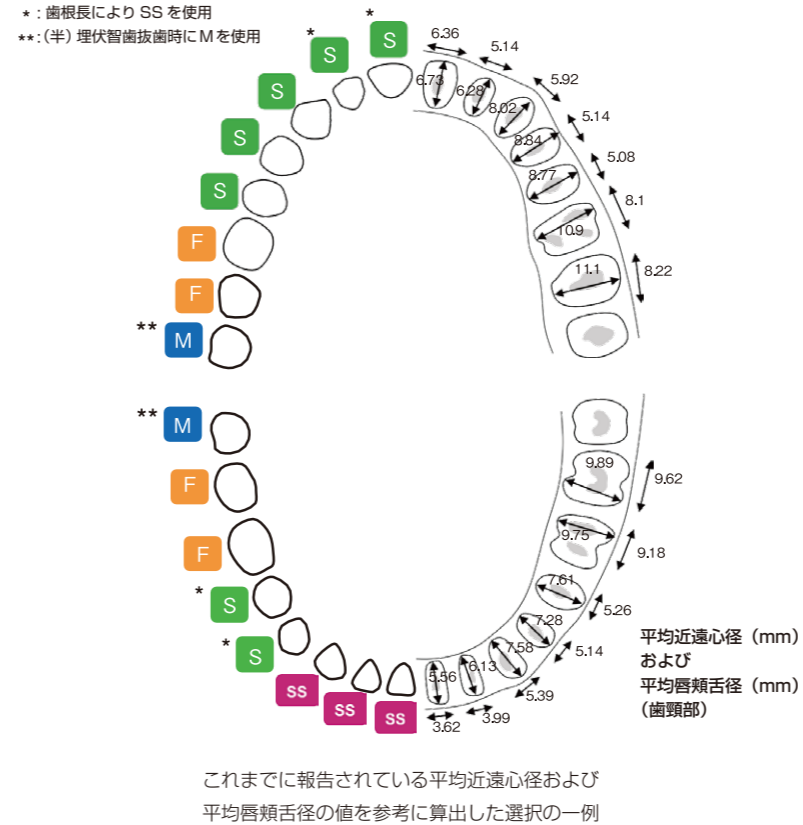 *：歯根長によりSSを使用
**：（半）埋伏智歯抜歯時にMを使用
*
S
*
S
S
S
S
F
F
** M
6.36
5.14
5.92
5.14
5.08
8.1
8.22
6.73
6.28
8.02
8.84
8.77
10.9
11.1
** M
F
F
* S
* S
SS
SS
SS
9.89
9.62
9.75
9.18
7.61
5.26
7.28
5.14
7.58
5.39
6.13
3.99
5.56
3.62
平均近遠心径（mm）
および
平均唇頬舌径（mm）
（歯頸部）
これまでに報告されている平均近遠心径および
平均唇頬舌径の値を参考に算出した選択の一例